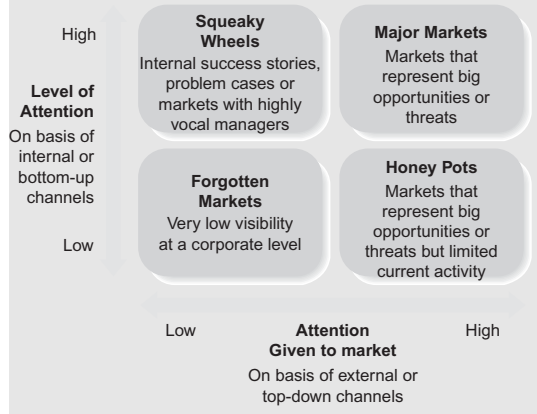 High
Level of
Attention
On basis of
internal or
bottom-up
channels
Low
Squeaky
Wheels
Internal success stories,
problem cases or
markets with highly
vocal managers
Major Markets
Markets that
represent big
opportunities or
threats
Forgotten
Markets
Very low visibility
at a corporate level
Honey Pots
Markets that
represent big
opportunities or
threats but limited
current activity
Low
Attention
Given to market
High
On basis of external or
top-down channels